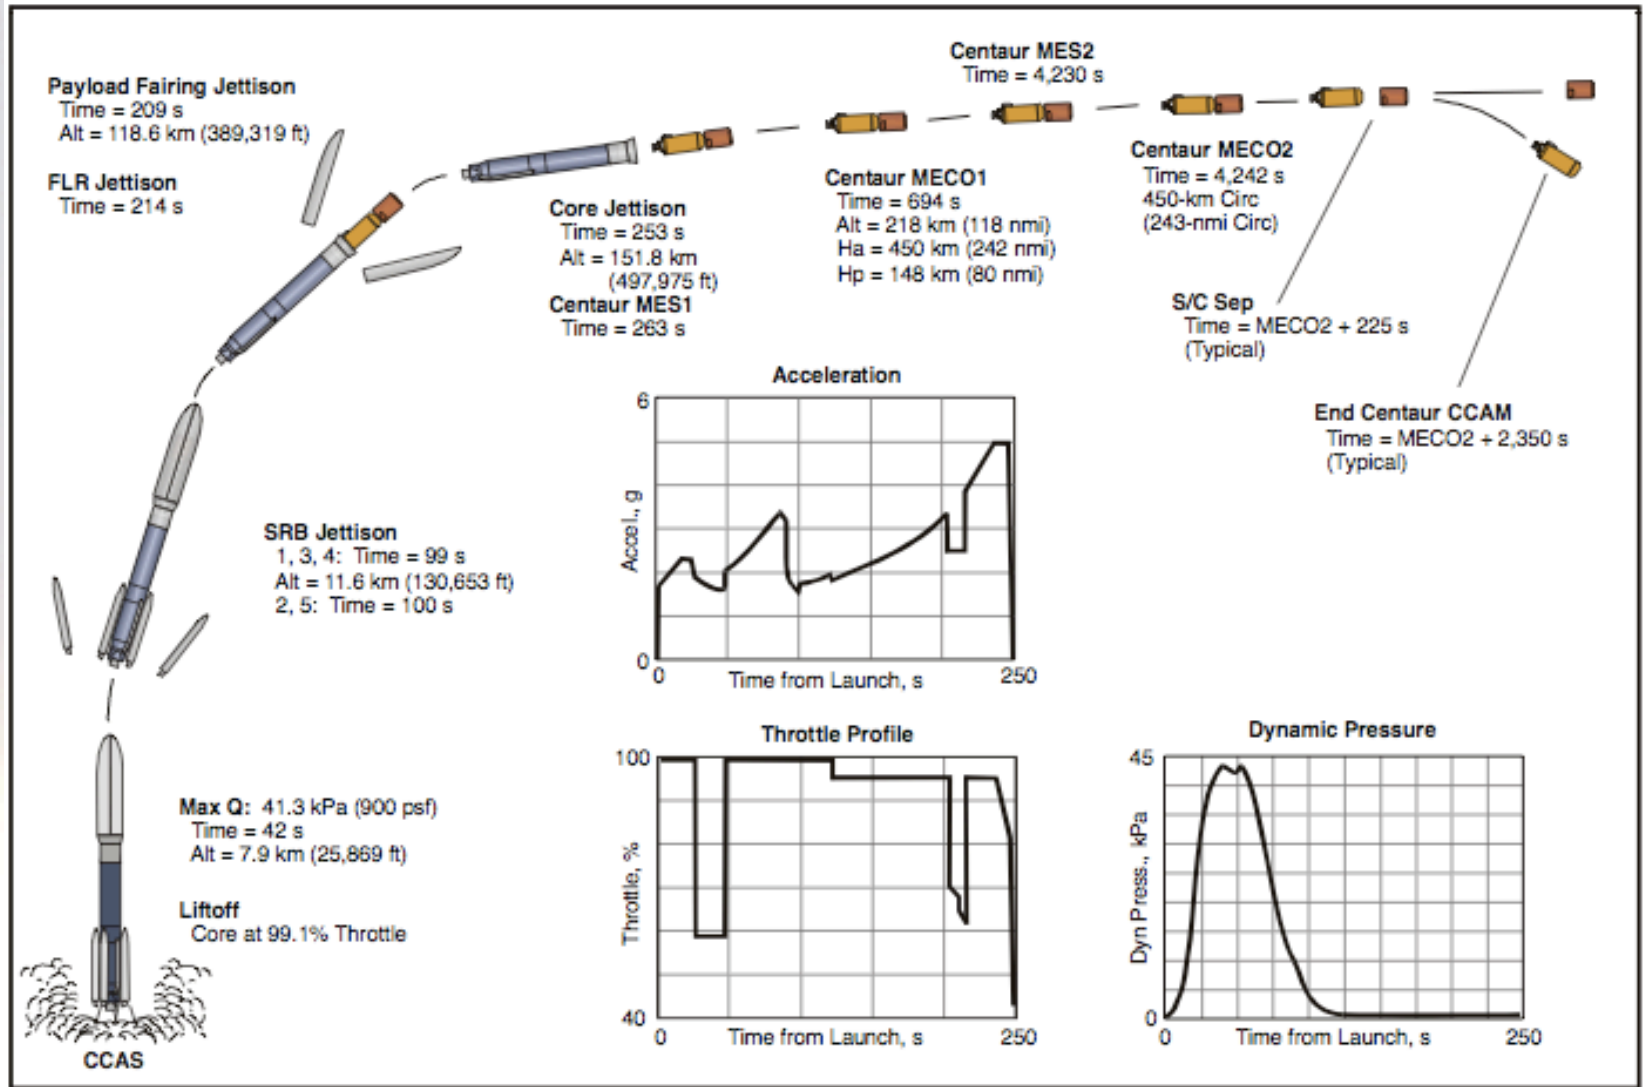 Payload Fairing Jettison
Time = 209 s
Alt = 118.6 km (389,319 ft)
FLR Jettison
Time = 214 s
Core Jettison
Time = 253 s
Alt = 151.8 km
(497,975 ft)
Centaur MES1
Time = 263 s
Centaur MECO1
Time = 694 s
Alt = 218 km (118 nmi)
Ha = 450 km (242 nmi)
Hp = 148 km (80 nmi)
Centaur MES2
Time = 4,230 s
Centaur MECO2
Time = 4,242 s
450-km Circ
(243-nmi Circ)
S/C Sep
Time = MECO2 + 225 s
(Typical)
End Centaur CCAM
Time = MECO2 + 2,350 s
(Typical)
SRB Jettison
1, 3, 4: Time = 99 s
Alt = 11.6 km (130,653 ft)
2, 5: Time = 100 s
Max Q: 41.3 kPa (900 psf)
Time = 42 s
Alt = 7.9 km (25,869 ft)
Liftoff
Core at 99.1% Throttle
CCAS
Acceleration
6
Accel., g
0
0
Time from Launch, s
250
Throttle Profile
100
Throttle, %
40
0
Time from Launch, s
250
Dynamic Pressure
45
Dyn Press., kPa
0
0
Time from Launch, s
250